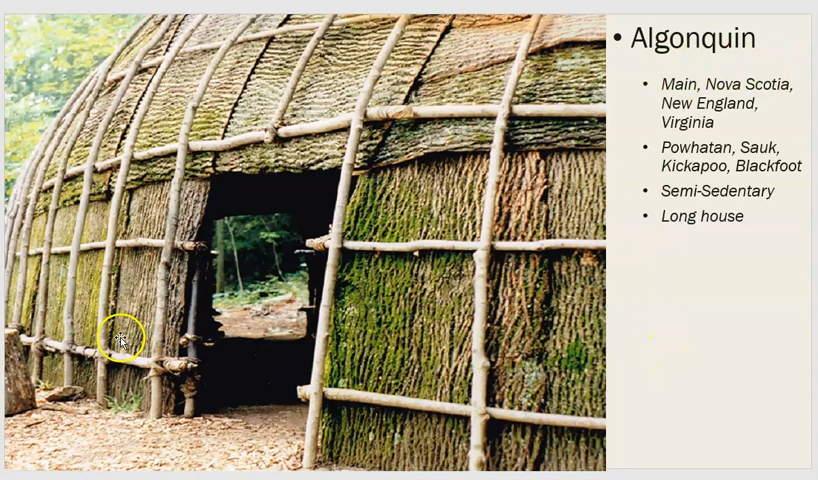 • Algonquin
• Main, Nova Scotia,
New England,
Virginia
• Powhatan, Sauk,
Kickapoo, Blackfoot
• Semi-Sedentary
• Long house